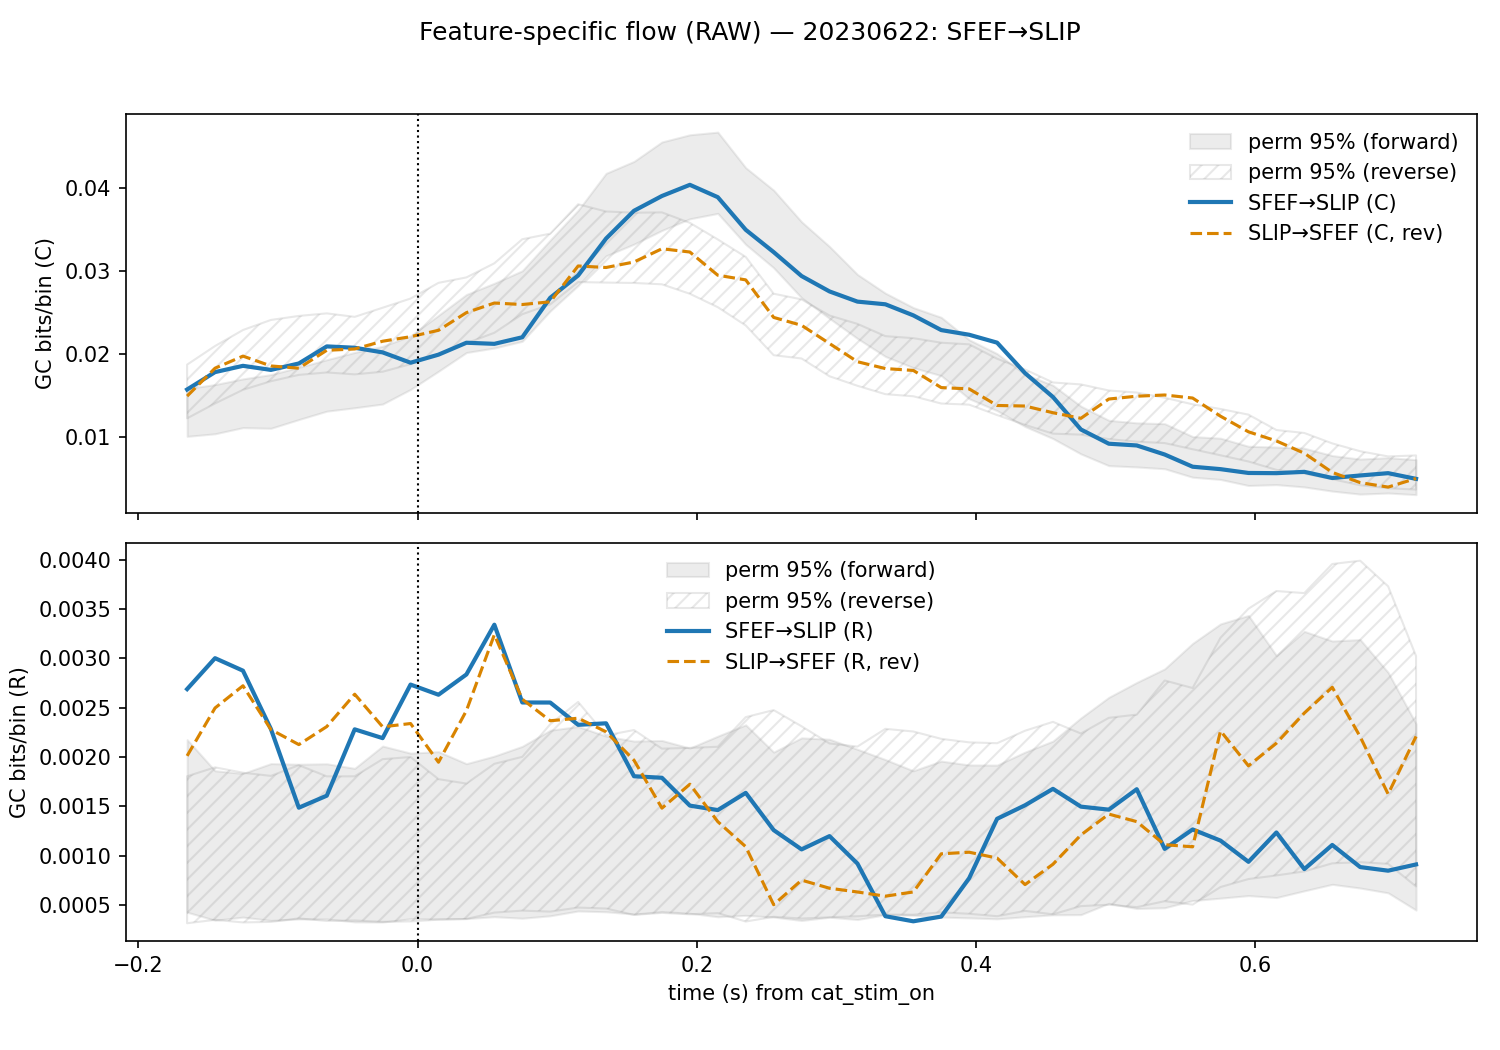 Feature-specific flow (RAW) — 20230622: SFEF→SLIP
GC bits/bin (C)
0.04
0.03
0.02
0.01
perm 95% (forward)
perm 95% (reverse)
SFEF→SLIP (C)
SLIP→SFEF (C, rev)
GC bits/bin (R)
0.0040
0.0035
0.0030
0.0025
0.0020
0.0015
0.0010
0.0005
perm 95% (forward)
perm 95% (reverse)
SFEF→SLIP (R)
SLIP→SFEF (R, rev)
−0.2
0.0
0.2
0.4
0.6
time (s) from cat_stim_on